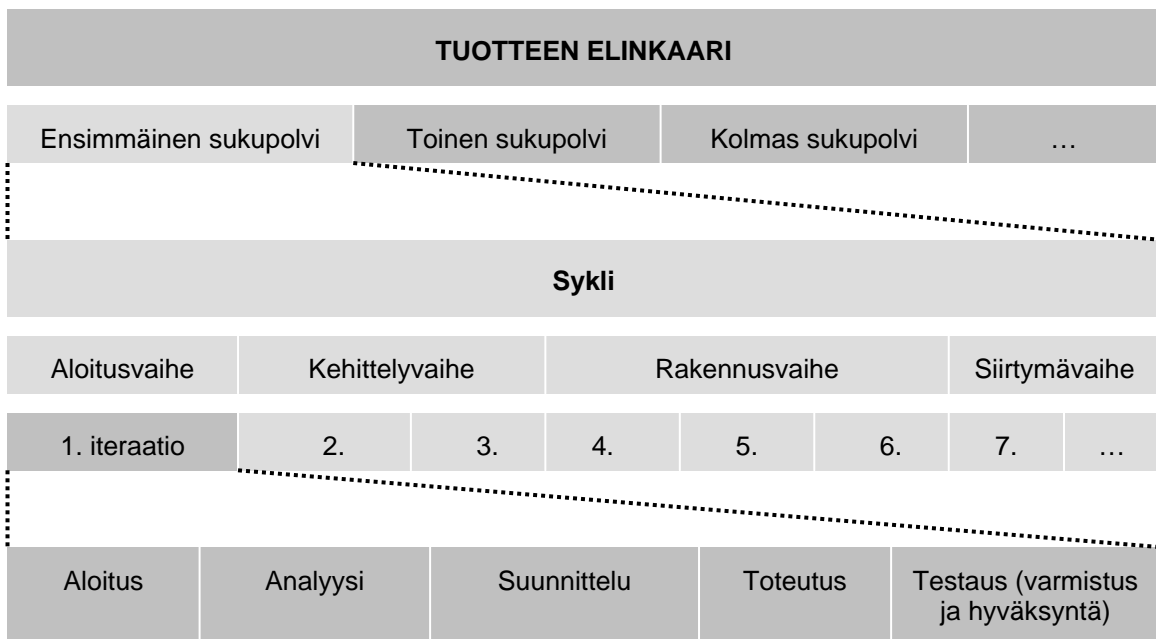 TUOTTEEN ELINKAARI
Ensimmäinen sukupolvi Toinen sukupolvi Kolmas sukupolvi …
Sykli
Aloitusvaihe Kehittelyvaihe Rakennusvaihe Siirtymävaihe
1. iteraatio 2. 3. 4. 5. 6. 7. …
Aloitus Analyysi Suunnittelu Toteutus Testaus (varmistus
ja hyväksyntä)